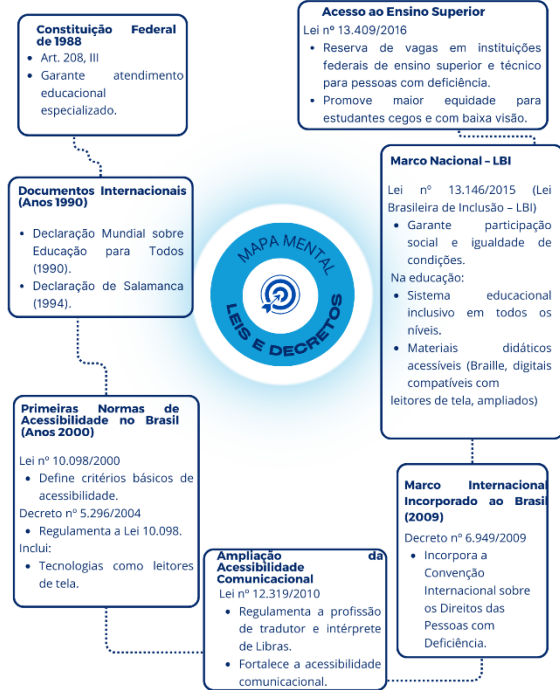 Constituição Federal
de 1988
• Art. 208, III
• Garante atendimento
educacional
especializado.
Documentos Internacionais
(Anos 1990)
• Declaração Mundial sobre
Educação para Todos
(1990).
• Declaração de Salamanca
(1994).
Primeiras Normas de
Acessibilidade no Brasil
(Anos 2000)
Lei nº 10.098/2000
• Define critérios básicos de
acessibilidade.
Decreto nº 5.296/2004
• Regulamenta a Lei 10.098.
Inclui:
• Tecnologias como leitores
de tela.
Ampliação da
Acessibilidade
Comunicacional
Lei nº 12.319/2010
• Regulamenta a profissão
de tradutor e intérprete
de Libras.
• Fortalece a acessibilidade
comunicacional.
Marco Internacional
Incorporado ao Brasil
(2009)
Decreto nº 6.949/2009
• Incorpora a
Convenção
Internacional sobre
os Direitos das
Pessoas com
Deficiência.
Marco Nacional – LBI
Lei nº 13.146/2015 (Lei
Brasileira de Inclusão – LBI)
• Garante participação
social e igualdade de
condições.
Na educação:
• Sistema educacional
inclusivo em todos os
níveis.
• Materiais didáticos
acessíveis (Braille, digitais
compatíveis com
leitores de tela, ampliados)
Acesso ao Ensino Superior
Lei nº 13.409/2016
• Reserva de vagas em instituições
federais de ensino superior e técnico
para pessoas com deficiência.
• Promove maior equidade para
estudantes cegos e com baixa visão.
MAPA MENTAL
LEIS E DECRETOS